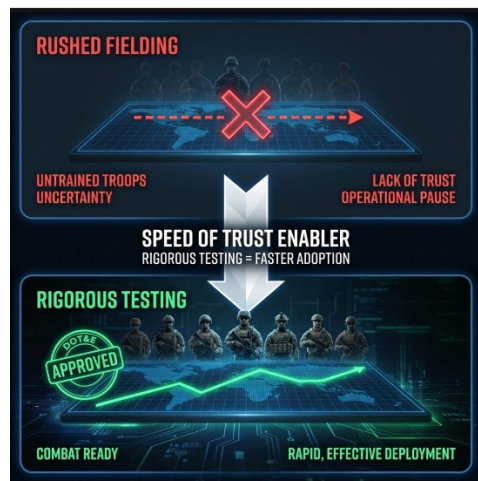 RUSHED FIELDING
UNTRAINED TROOPS
UNCERTAINTY
LACK OF TRUST
OPERATIONAL PAUSE
SPEED OF TRUST ENABLER
RIGOROUS TESTING = FASTER ADOPTION
RIGOROUS TESTING
DOT&E
APPROVED
COMBAT READY
RAPID, EFFECTIVE DEPLOYMENT